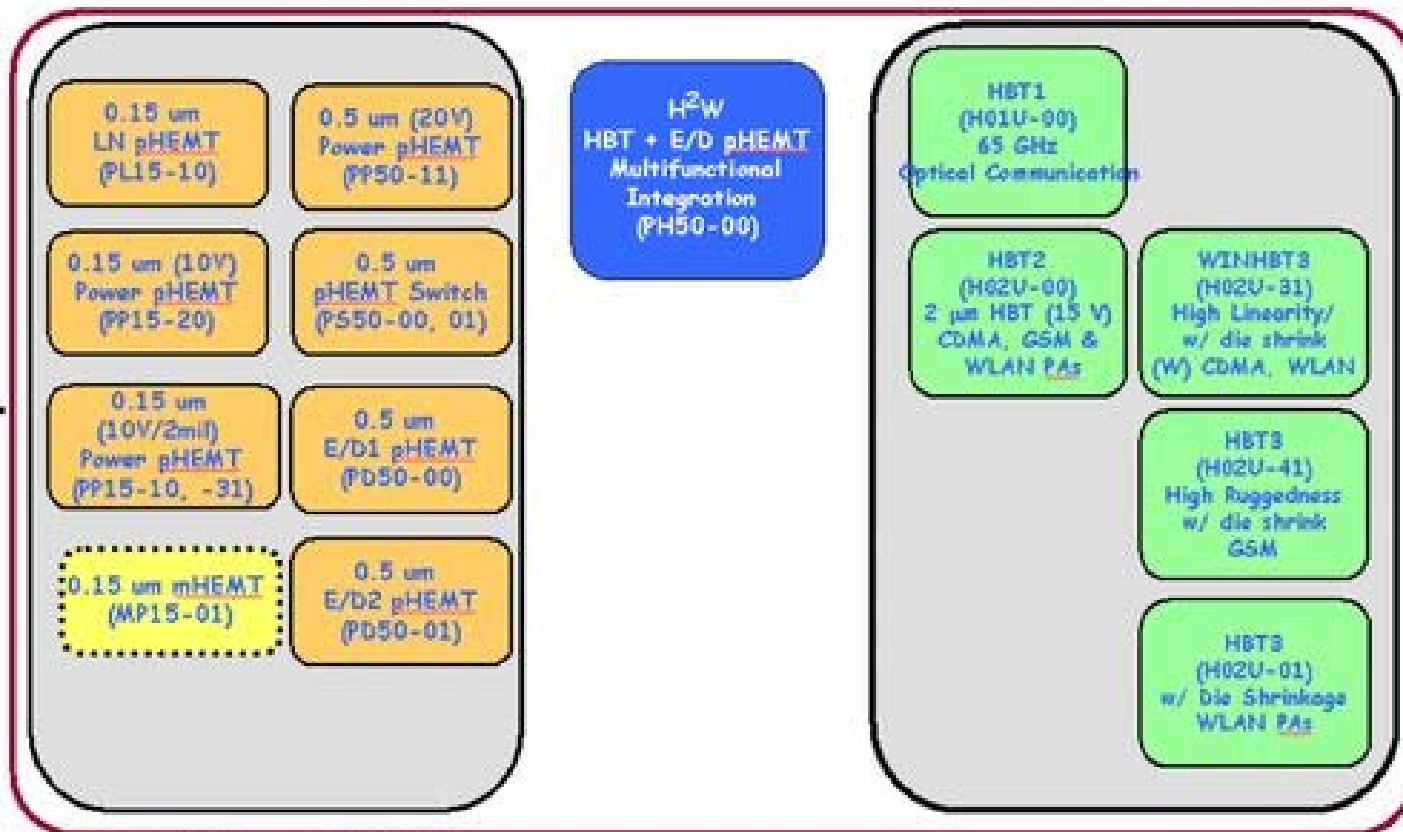 0.15 um
LN pHEMT
(PL15-10)
0.5 um (20V)
Power pHEMT
(PP50-11)
0.15 um (10V)
Power pHEMT
(PP15-20)
0.5 um
pHEMT Switch
(PS50-00, 01)
0.15 um
(10V/2mil)
Power pHEMT
(PP15-10, -31)
0.5 um
E/D1 pHEMT
(PD50-00)
0.15 um mHEMT
(MP15-01)
0.5 um
E/D2 pHEMT
(PD50-01)
H²W
HBT + E/D pHEMT
Multifunctional
Integration
(PH50-00)
HBT1
(H01U-00)
65 GHz
Optical Communication
HBT2
(H02U-00)
2 µm HBT (15 V)
CDMA, GSM &
WLAN PAs
WINHBT3
(H02U-31)
High Linearity/
w/ die shrink
(W) CDMA, WLAN
HBT3
(H02U-41)
High Ruggedness
w/ die shrink
GSM
HBT3
(H02U-01)
w/ Die Shrinkage
WLAN PAs